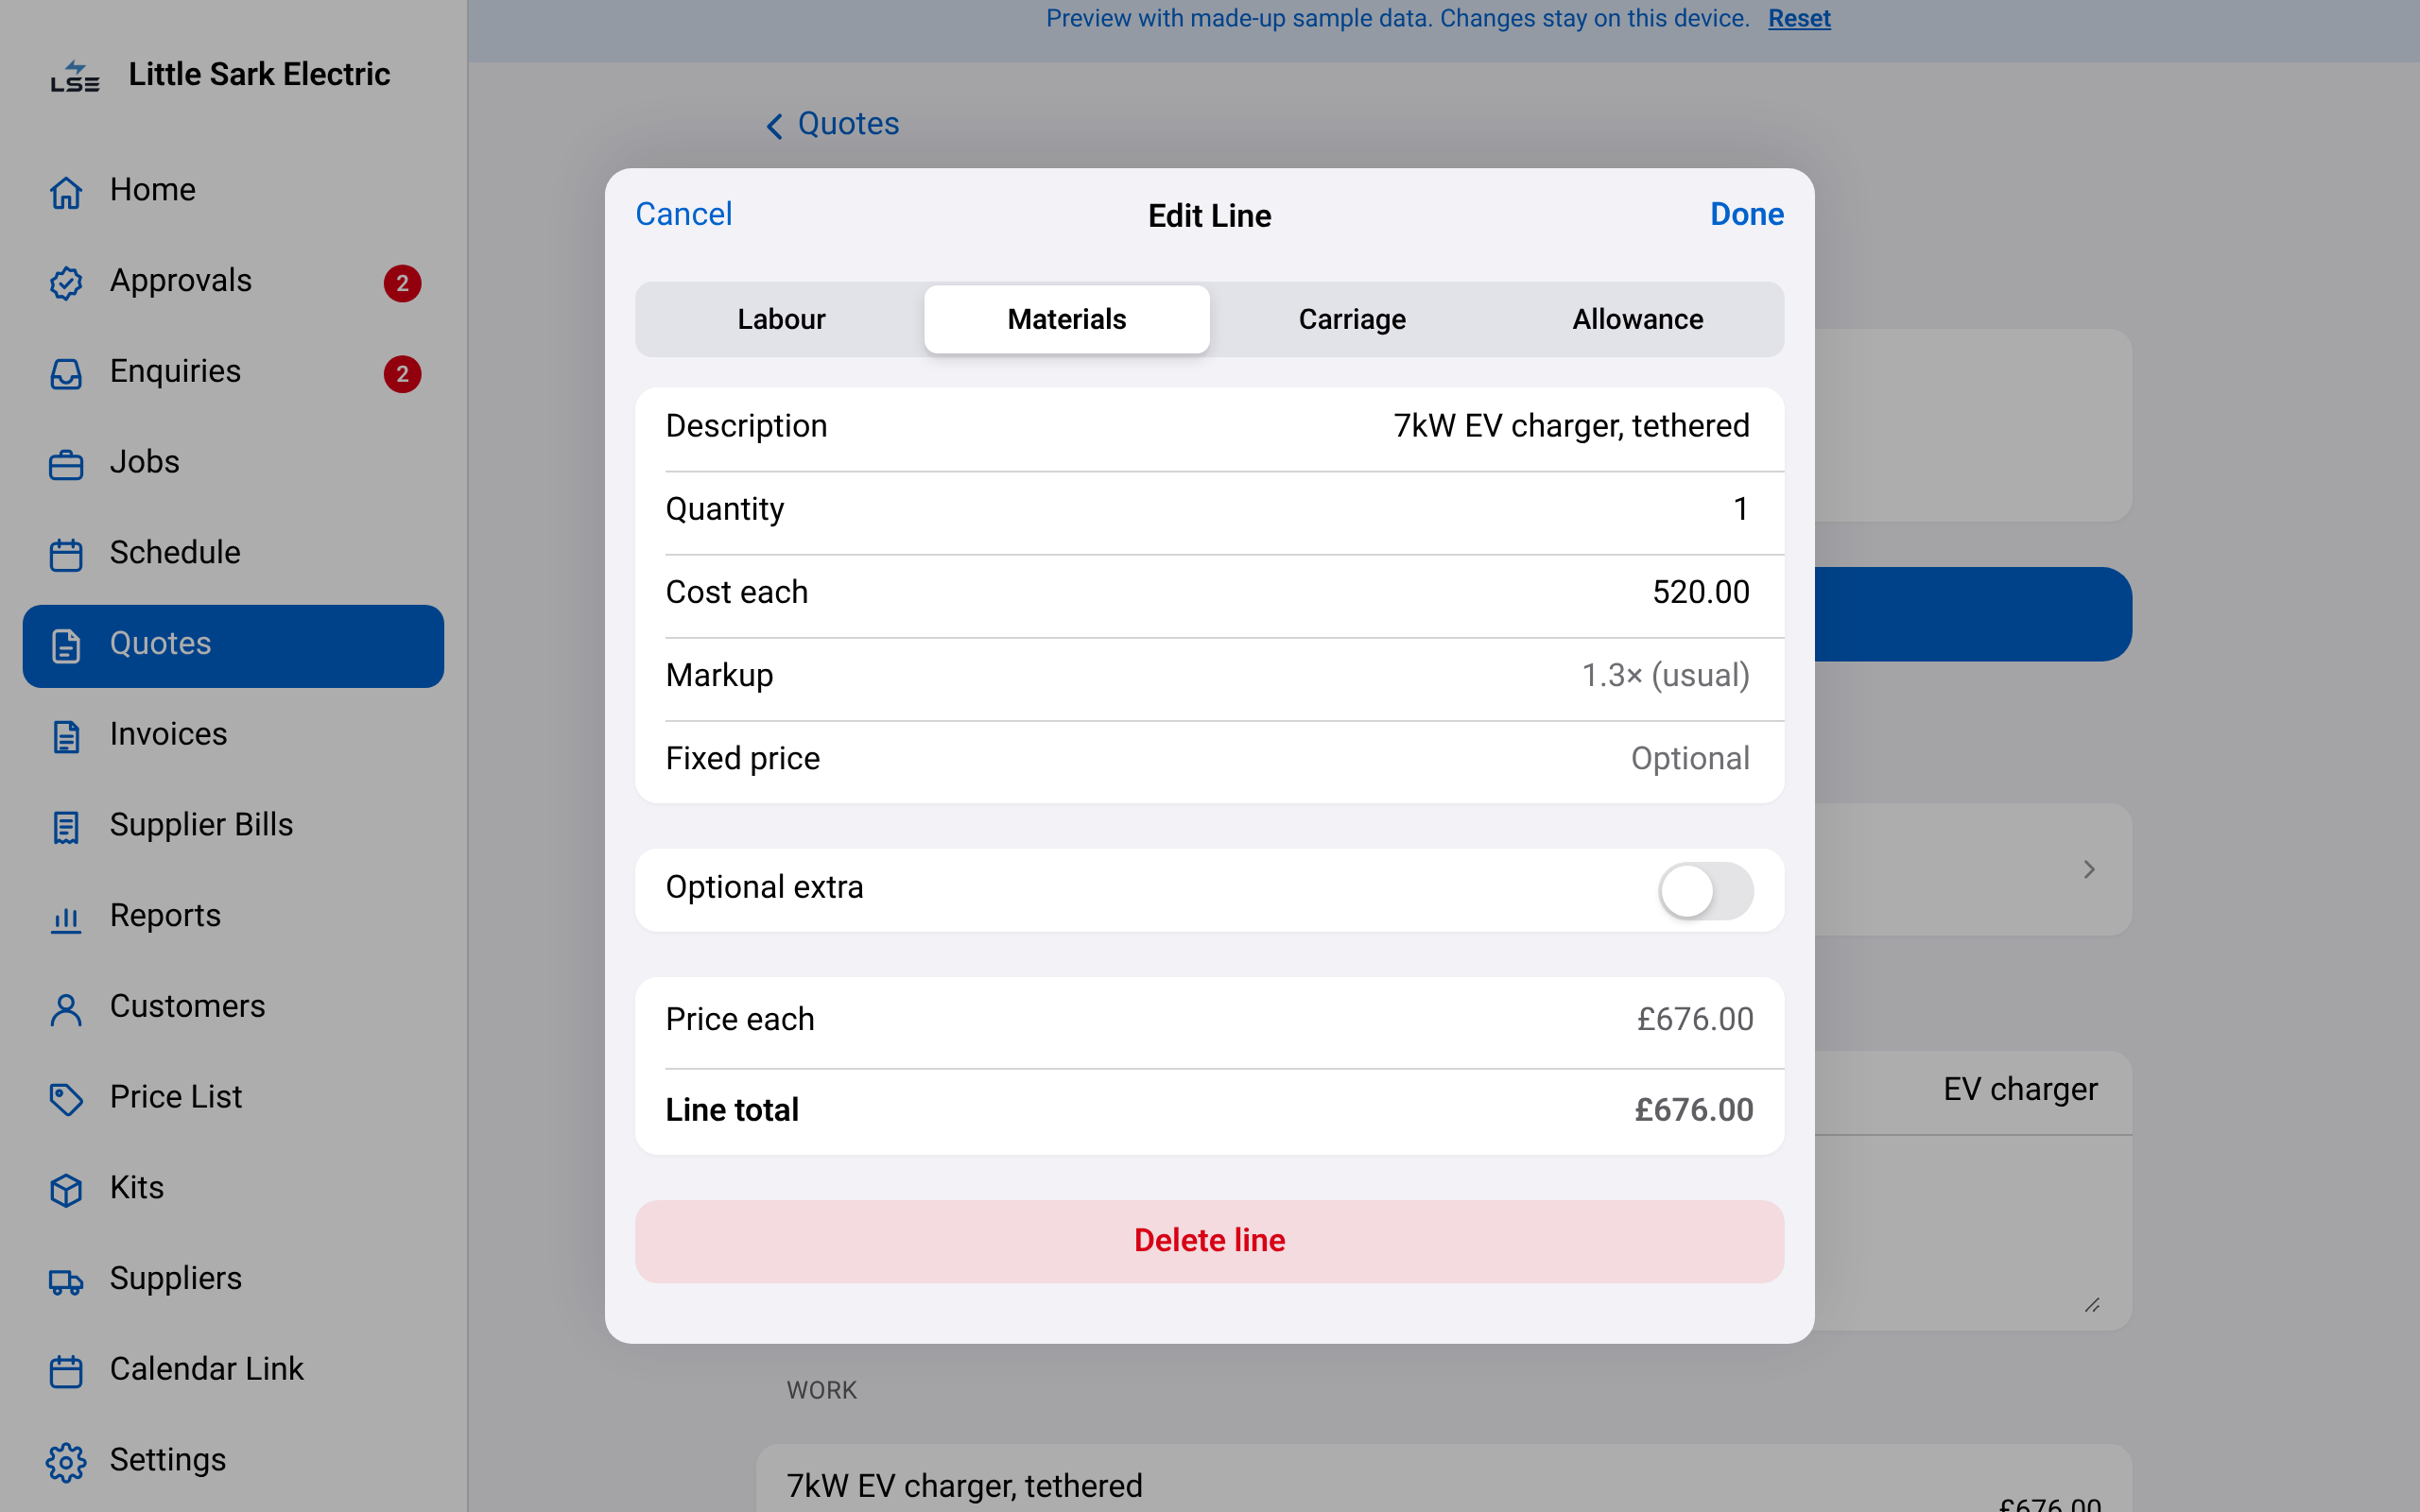 Preview with made-up sample data. Changes stay on this device. Reset
LSE Little Sark Electric
Home
Approvals 2
Enquiries 2
Jobs
Schedule
Quotes
Invoices
Supplier Bills
Reports
Customers
Price List
Kits
Suppliers
Calendar Link
Settings
Quotes
Cancel Edit Line Done
Labour Materials Carriage Allowance
Description 7kW EV charger, tethered
Quantity 1
Cost each 520.00
Markup 1.3× (usual)
Fixed price Optional
Optional extra
Price each £676.00
Line total £676.00
Delete line
EV charger
WORK
7kW EV charger, tethered
£676.00